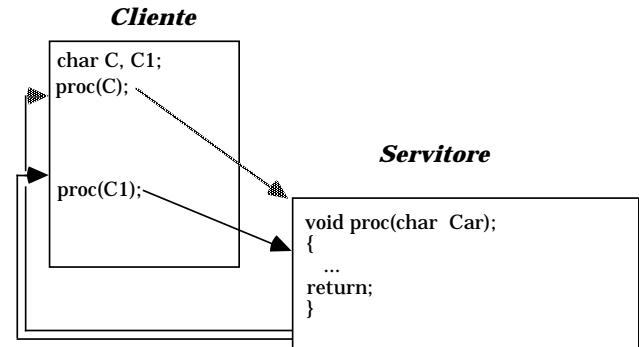 Cliente
char C, C1;
proc(C);
proc(C1);
Servitore
void proc(char Car);
{
...
return;
}